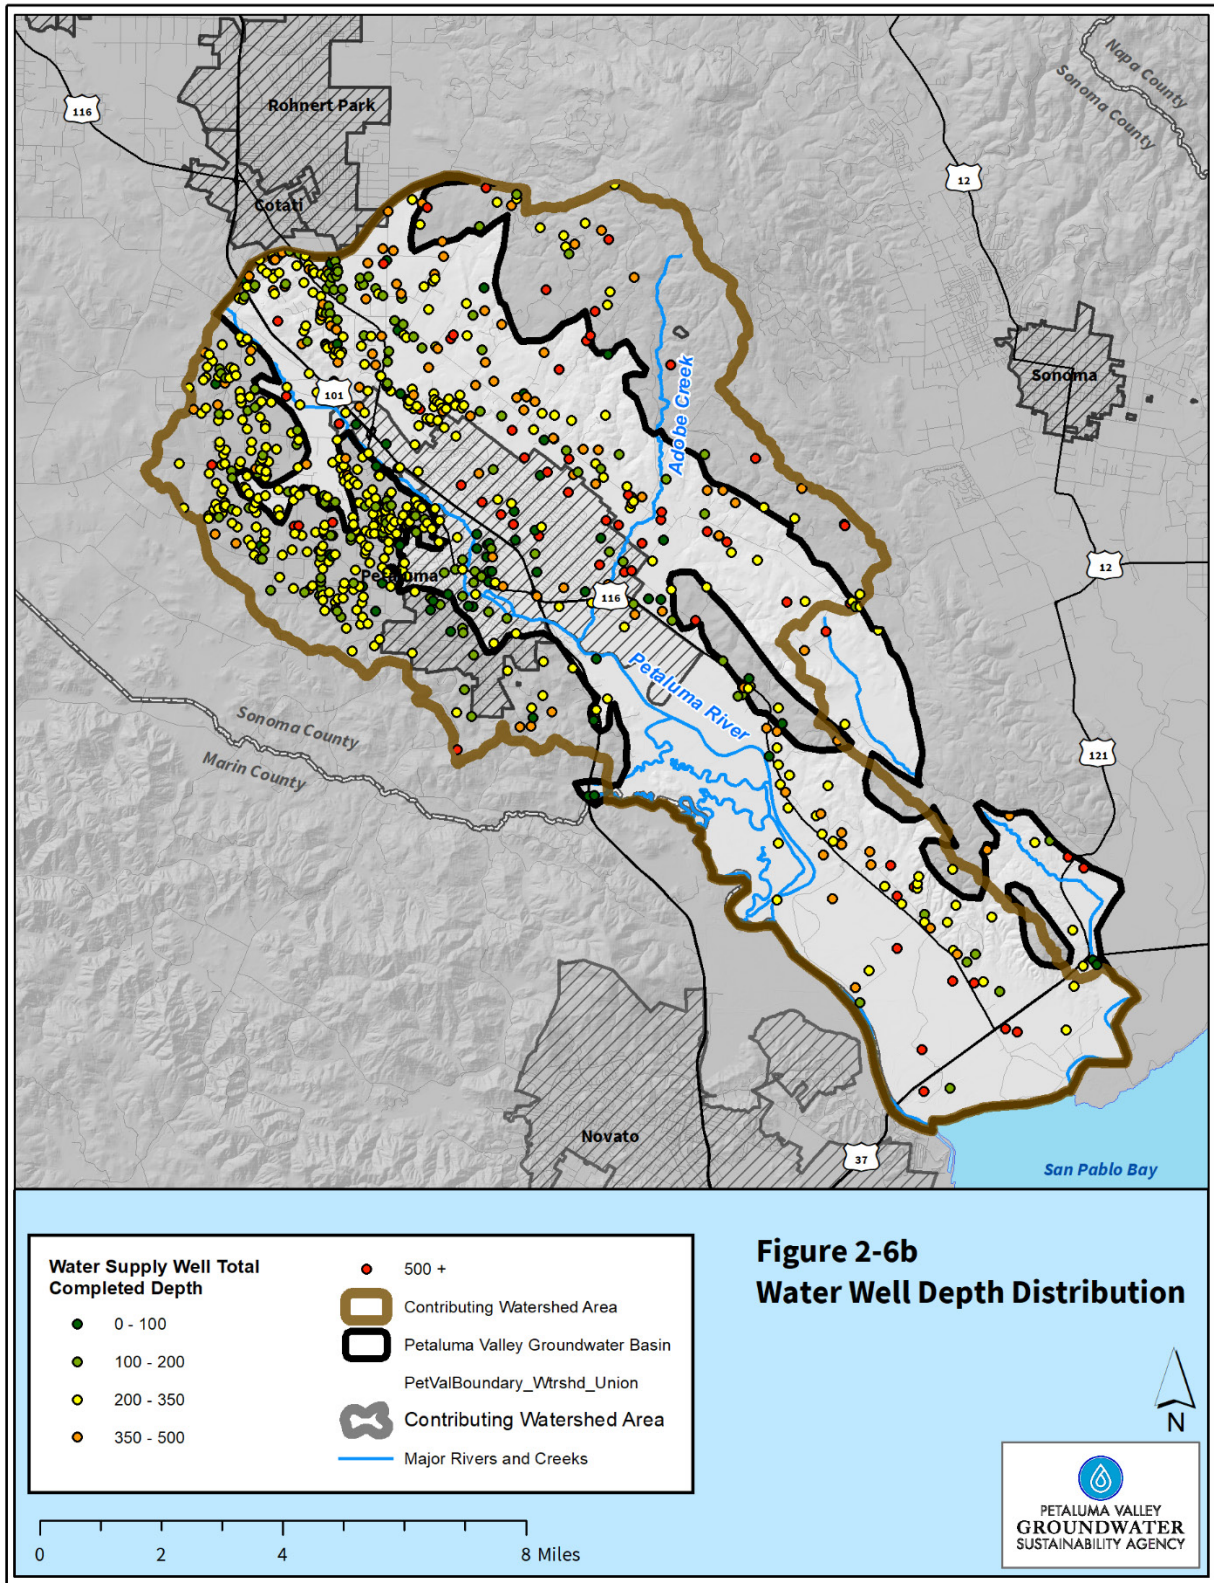 Napa County
Sonoma County
116
Rohnert Park
12
Cotati
Sonoma
101
Adobe Creek
12
Petaluma
116
Petaluma River
Sonoma County
Marin County
121
Novato
37
San Pablo Bay
Figure 2-6b
Water Well Depth Distribution
Water Supply Well Total
Completed Depth
0 - 100
100 - 200
200 - 350
350 - 500
500 +
Contributing Watershed Area
Petaluma Valley Groundwater Basin
PetValBoundary_Wtrshd_Union
Contributing Watershed Area
Major Rivers and Creeks
N
0 2 4 8 Miles
PETALUMA VALLEY
GROUNDWATER
SUSTAINABILITY AGENCY